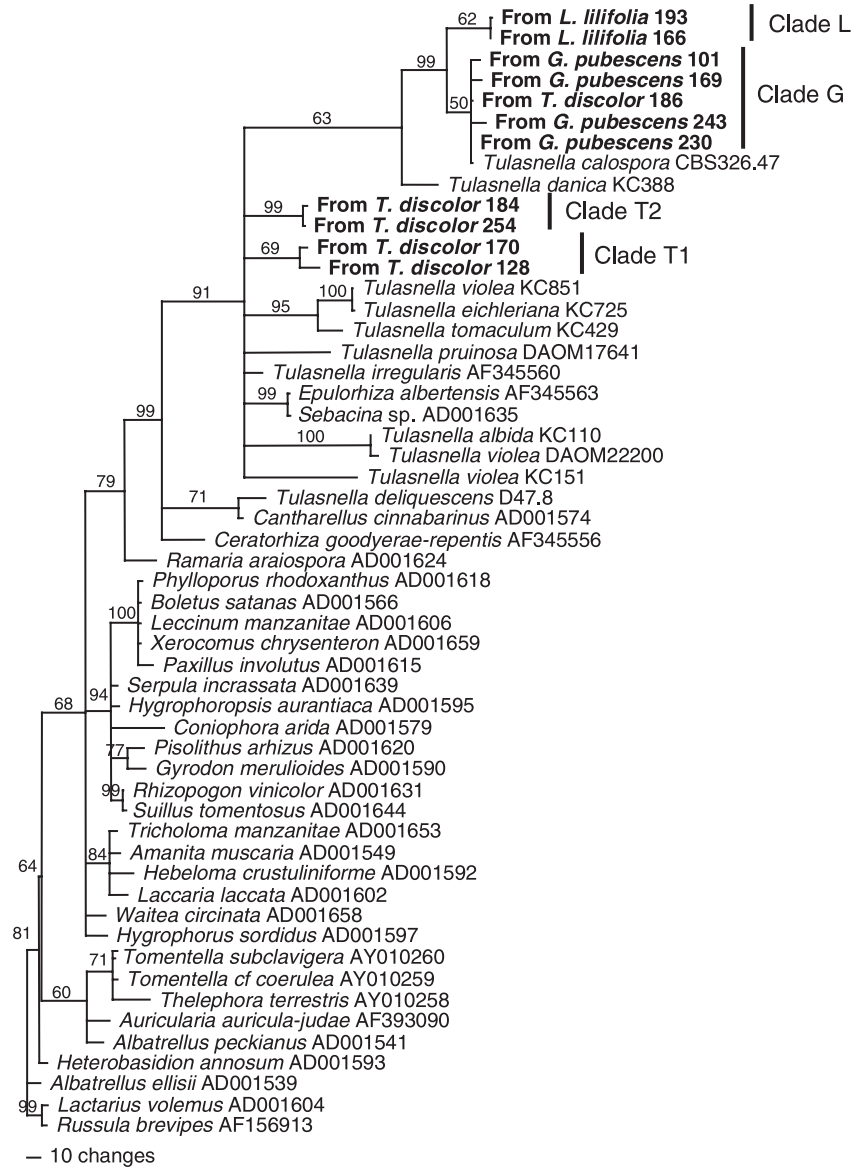 62
From L. lilifolia 193
From L. lilifolia 166
Clade L
99
From G. pubescens 101
From G. pubescens 169
50
From T. discolor 186
From G. pubescens 243
From G. pubescens 230
Clade G
Tulasnella calospora CBS326.47
63
Tulasnella danica KC388
99
From T. discolor 184
From T. discolor 254
Clade T2
69
From T. discolor 170
From T. discolor 128
Clade T1
91
100
Tulasnella violea KC851
95
Tulasnella eichleriana KC725
Tulasnella tomaculum KC429
Tulasnella pruinosa DAOM17641
Tulasnella irregularis AF345560
99
Epulorhiza albertensis AF345563
Sebacina sp. AD001635
99
100
Tulasnella albida KC110
Tulasnella violea DAOM22200
Tulasnella violea KC151
79
71
Tulasnella deliquescens D47.8
Cantharellus cinnabarinus AD001574
Ceratorhiza goodyerae-repentis AF345556
Ramaria araiospora AD001624
Phylloporus rhodoxanthus AD001618
100
Boletus satanas AD001566
Leccinum manzanitae AD001606
Xerocomus chrysenteron AD001659
Paxillus involutus AD001615
68
94
Serpula incrassata AD001639
Hygrophoropsis aurantiaca AD001595
Coniophora arida AD001579
77
Pisolithus arhizus AD001620
Gyrodon merulioides AD001590
99
Rhizopogon vinicolor AD001631
Suillus tomentosus AD001644
Tricholoma manzanitae AD001653
84
Amanita muscaria AD001549
Hebeloma crustuliniforme AD001592
64
Laccaria laccata AD001602
Waitea circinata AD001658
81
Hygrophorus sordidus AD001597
71
Tomentella subclavigera AY010260
Tomentella cf coerulea AY010259
60
Thelephora terrestris AY010258
Auricularia auricula-judae AF393090
Albatrellus peckianus AD001541
Heterobasidion annosum AD001593
Albatrellus ellisii AD001539
99
Lactarius volemus AD001604
Russula brevipes AF156913
10 changes